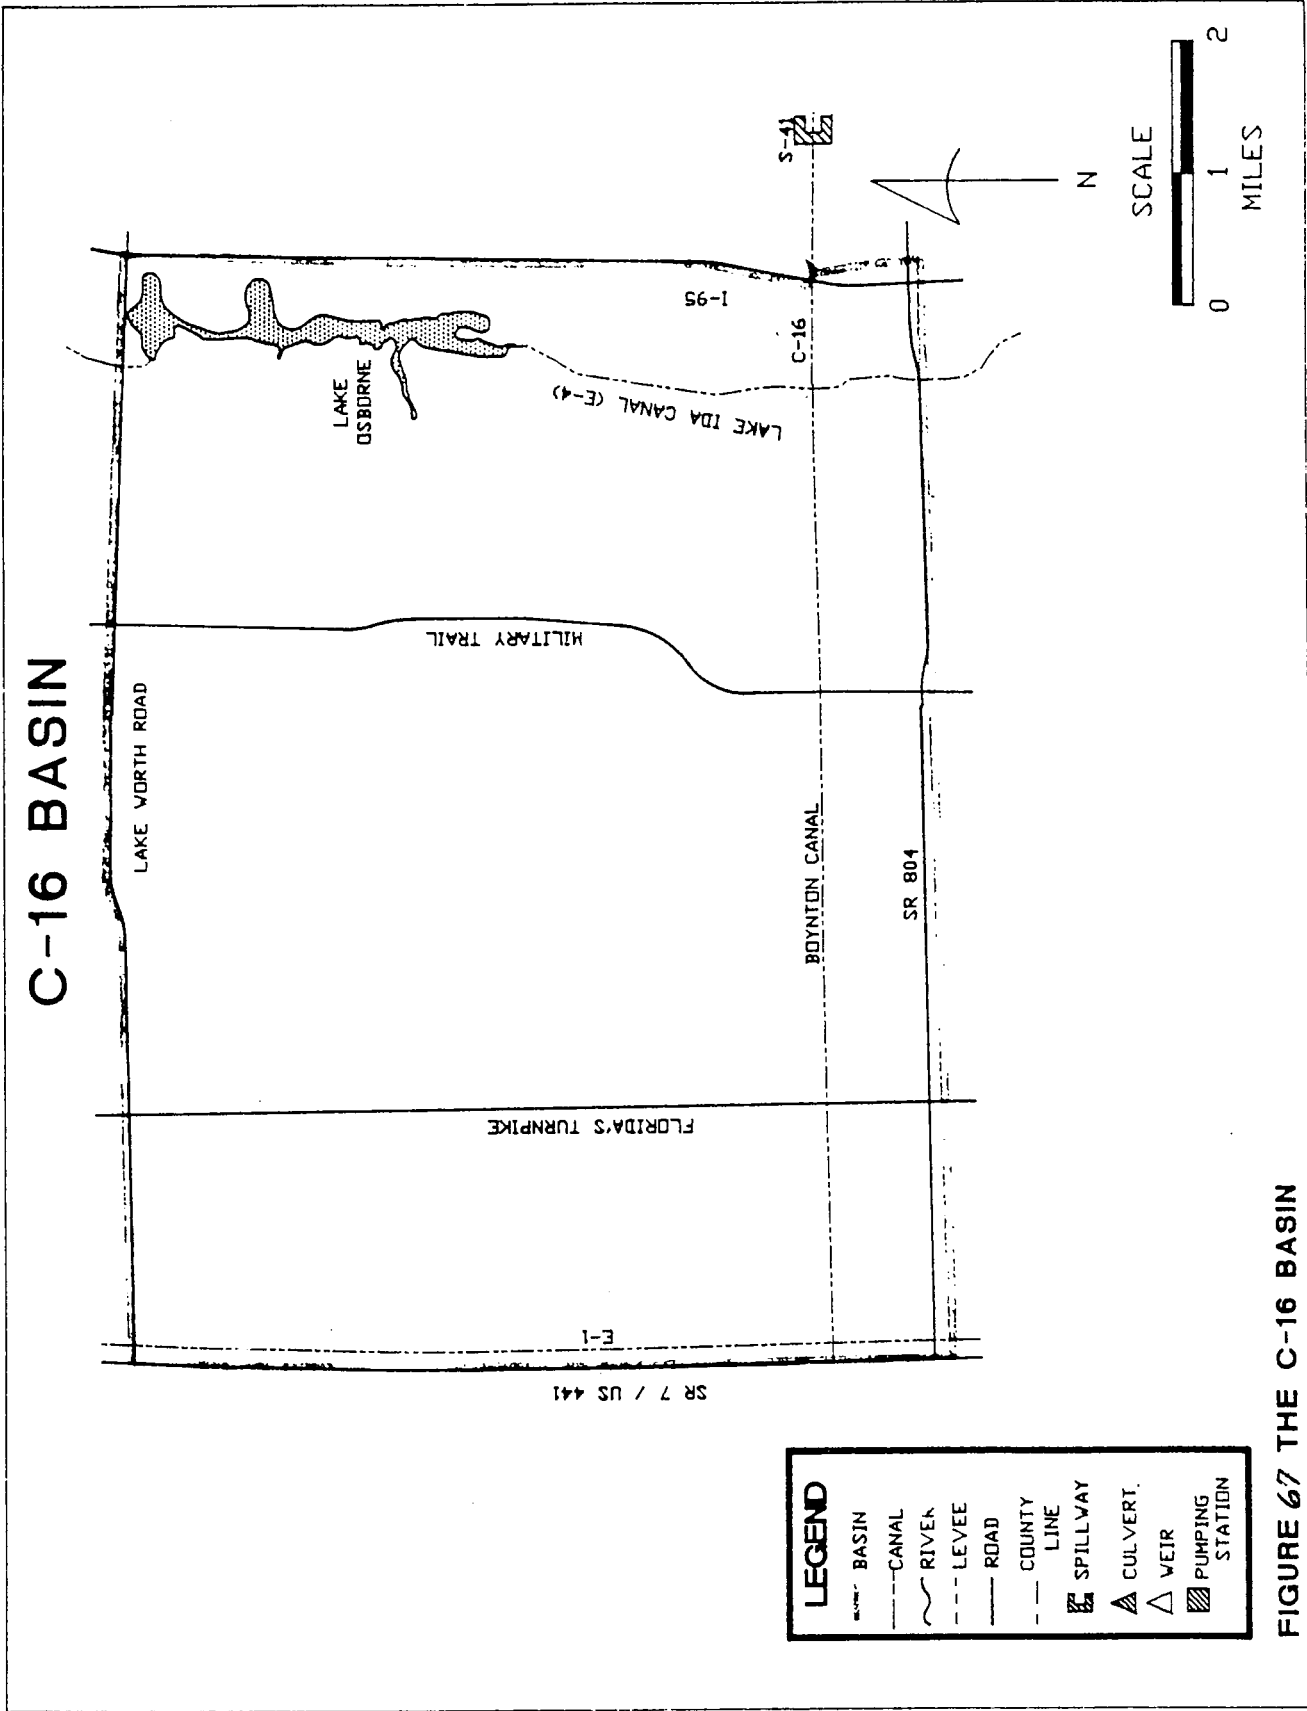 C-16 BASIN
LAKE WORTH ROAD
MILITARY TRAIL
FLORIDA'S TURNPIKE
E-1
SR 7 / US 441
LAKE
OSBORNE
LAKE IDA CANAL (E-4)
I-95
C-16
S-41
BOYNTON CANAL
SR 804
N
SCALE
0 1 2
MILES
LEGEND
BASIN
CANAL
RIVER
LEVEE
ROAD
COUNTY
LINE
SPILLWAY
CULVERT.
WEIR
PUMPING
STATION
FIGURE 67 THE C-16 BASIN